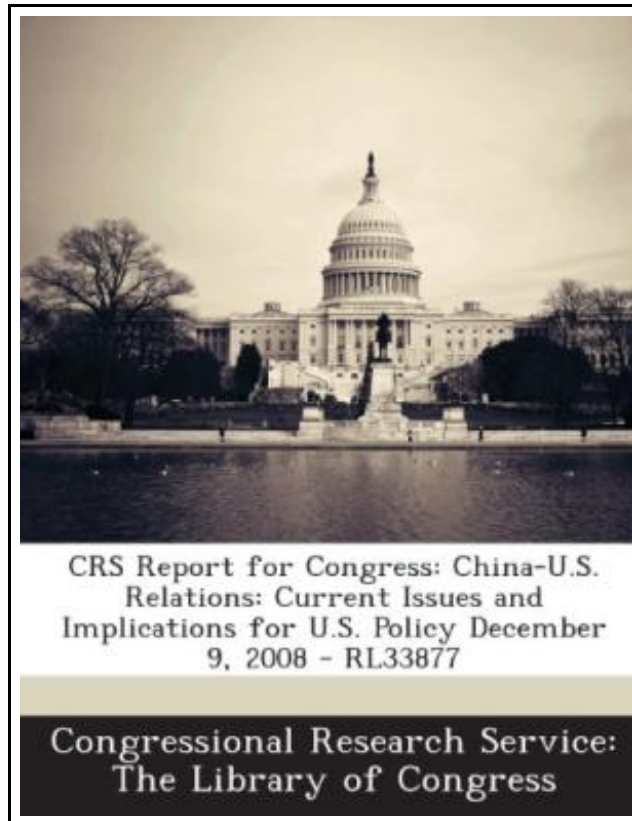 CRS Report for Congress: China-U.S.
Relations: Current Issues and
Implications for U.S. Policy December
9, 2008 - RL33877
Congressional Research Service:
The Library of Congress